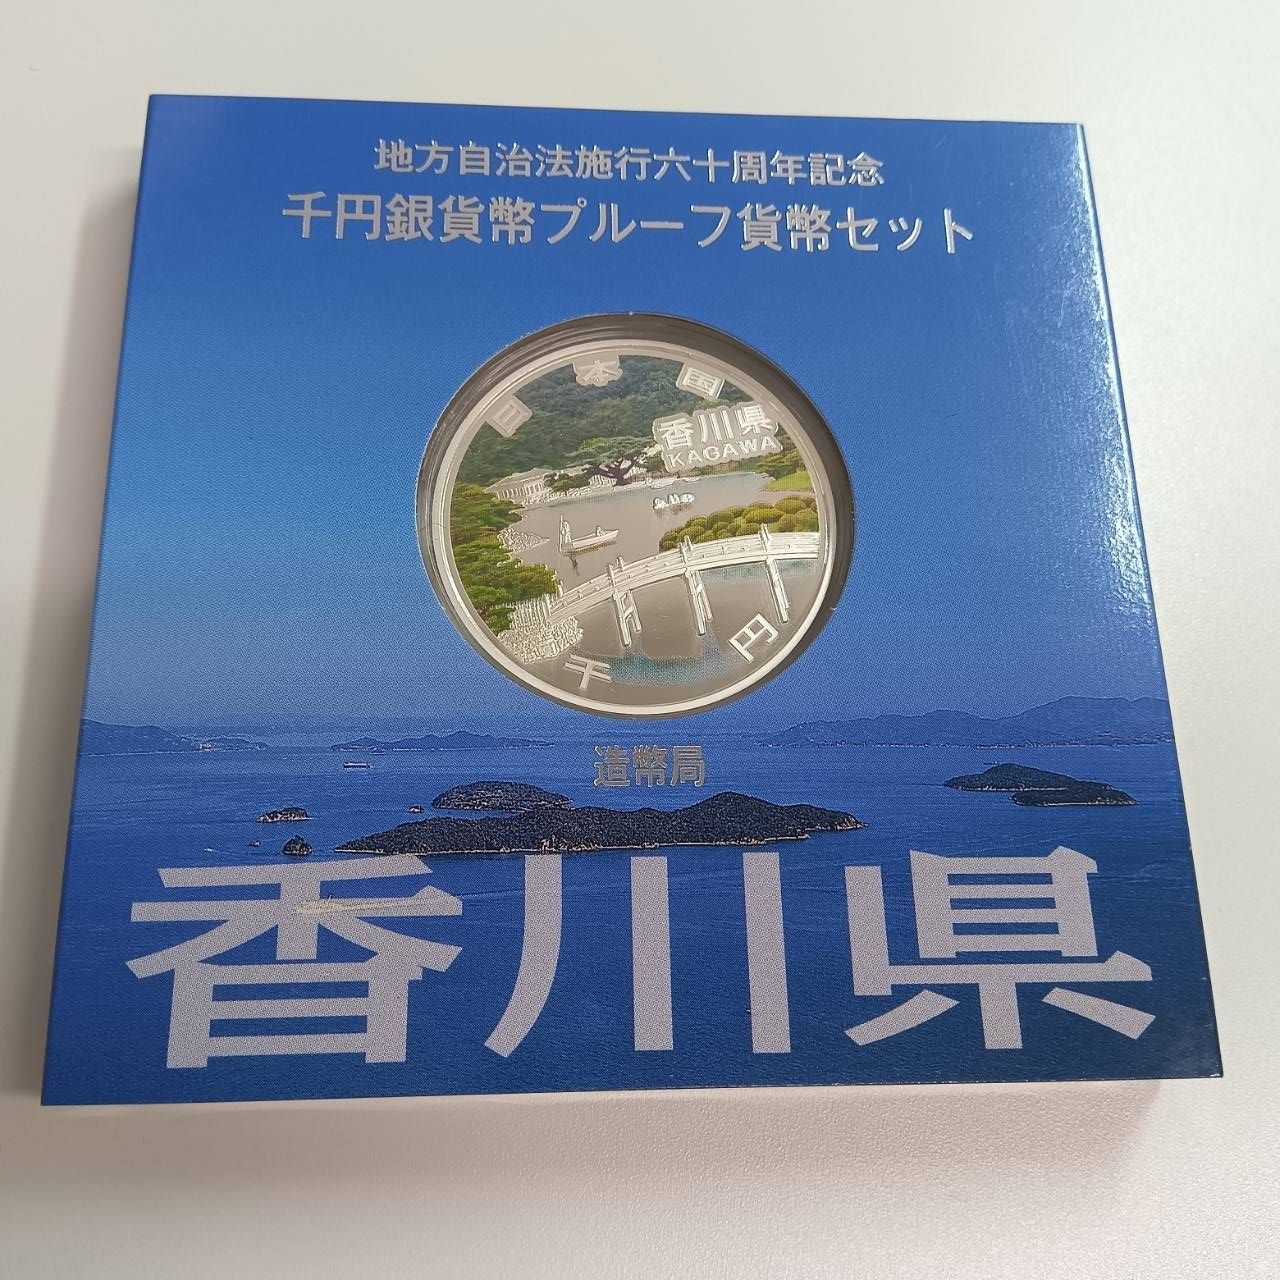 地方自治法施行六十周年記念
千円銀貨幣プルーフ貨幣セット
日本国
香川県
KAGAWA
千円
造幣局
香川県